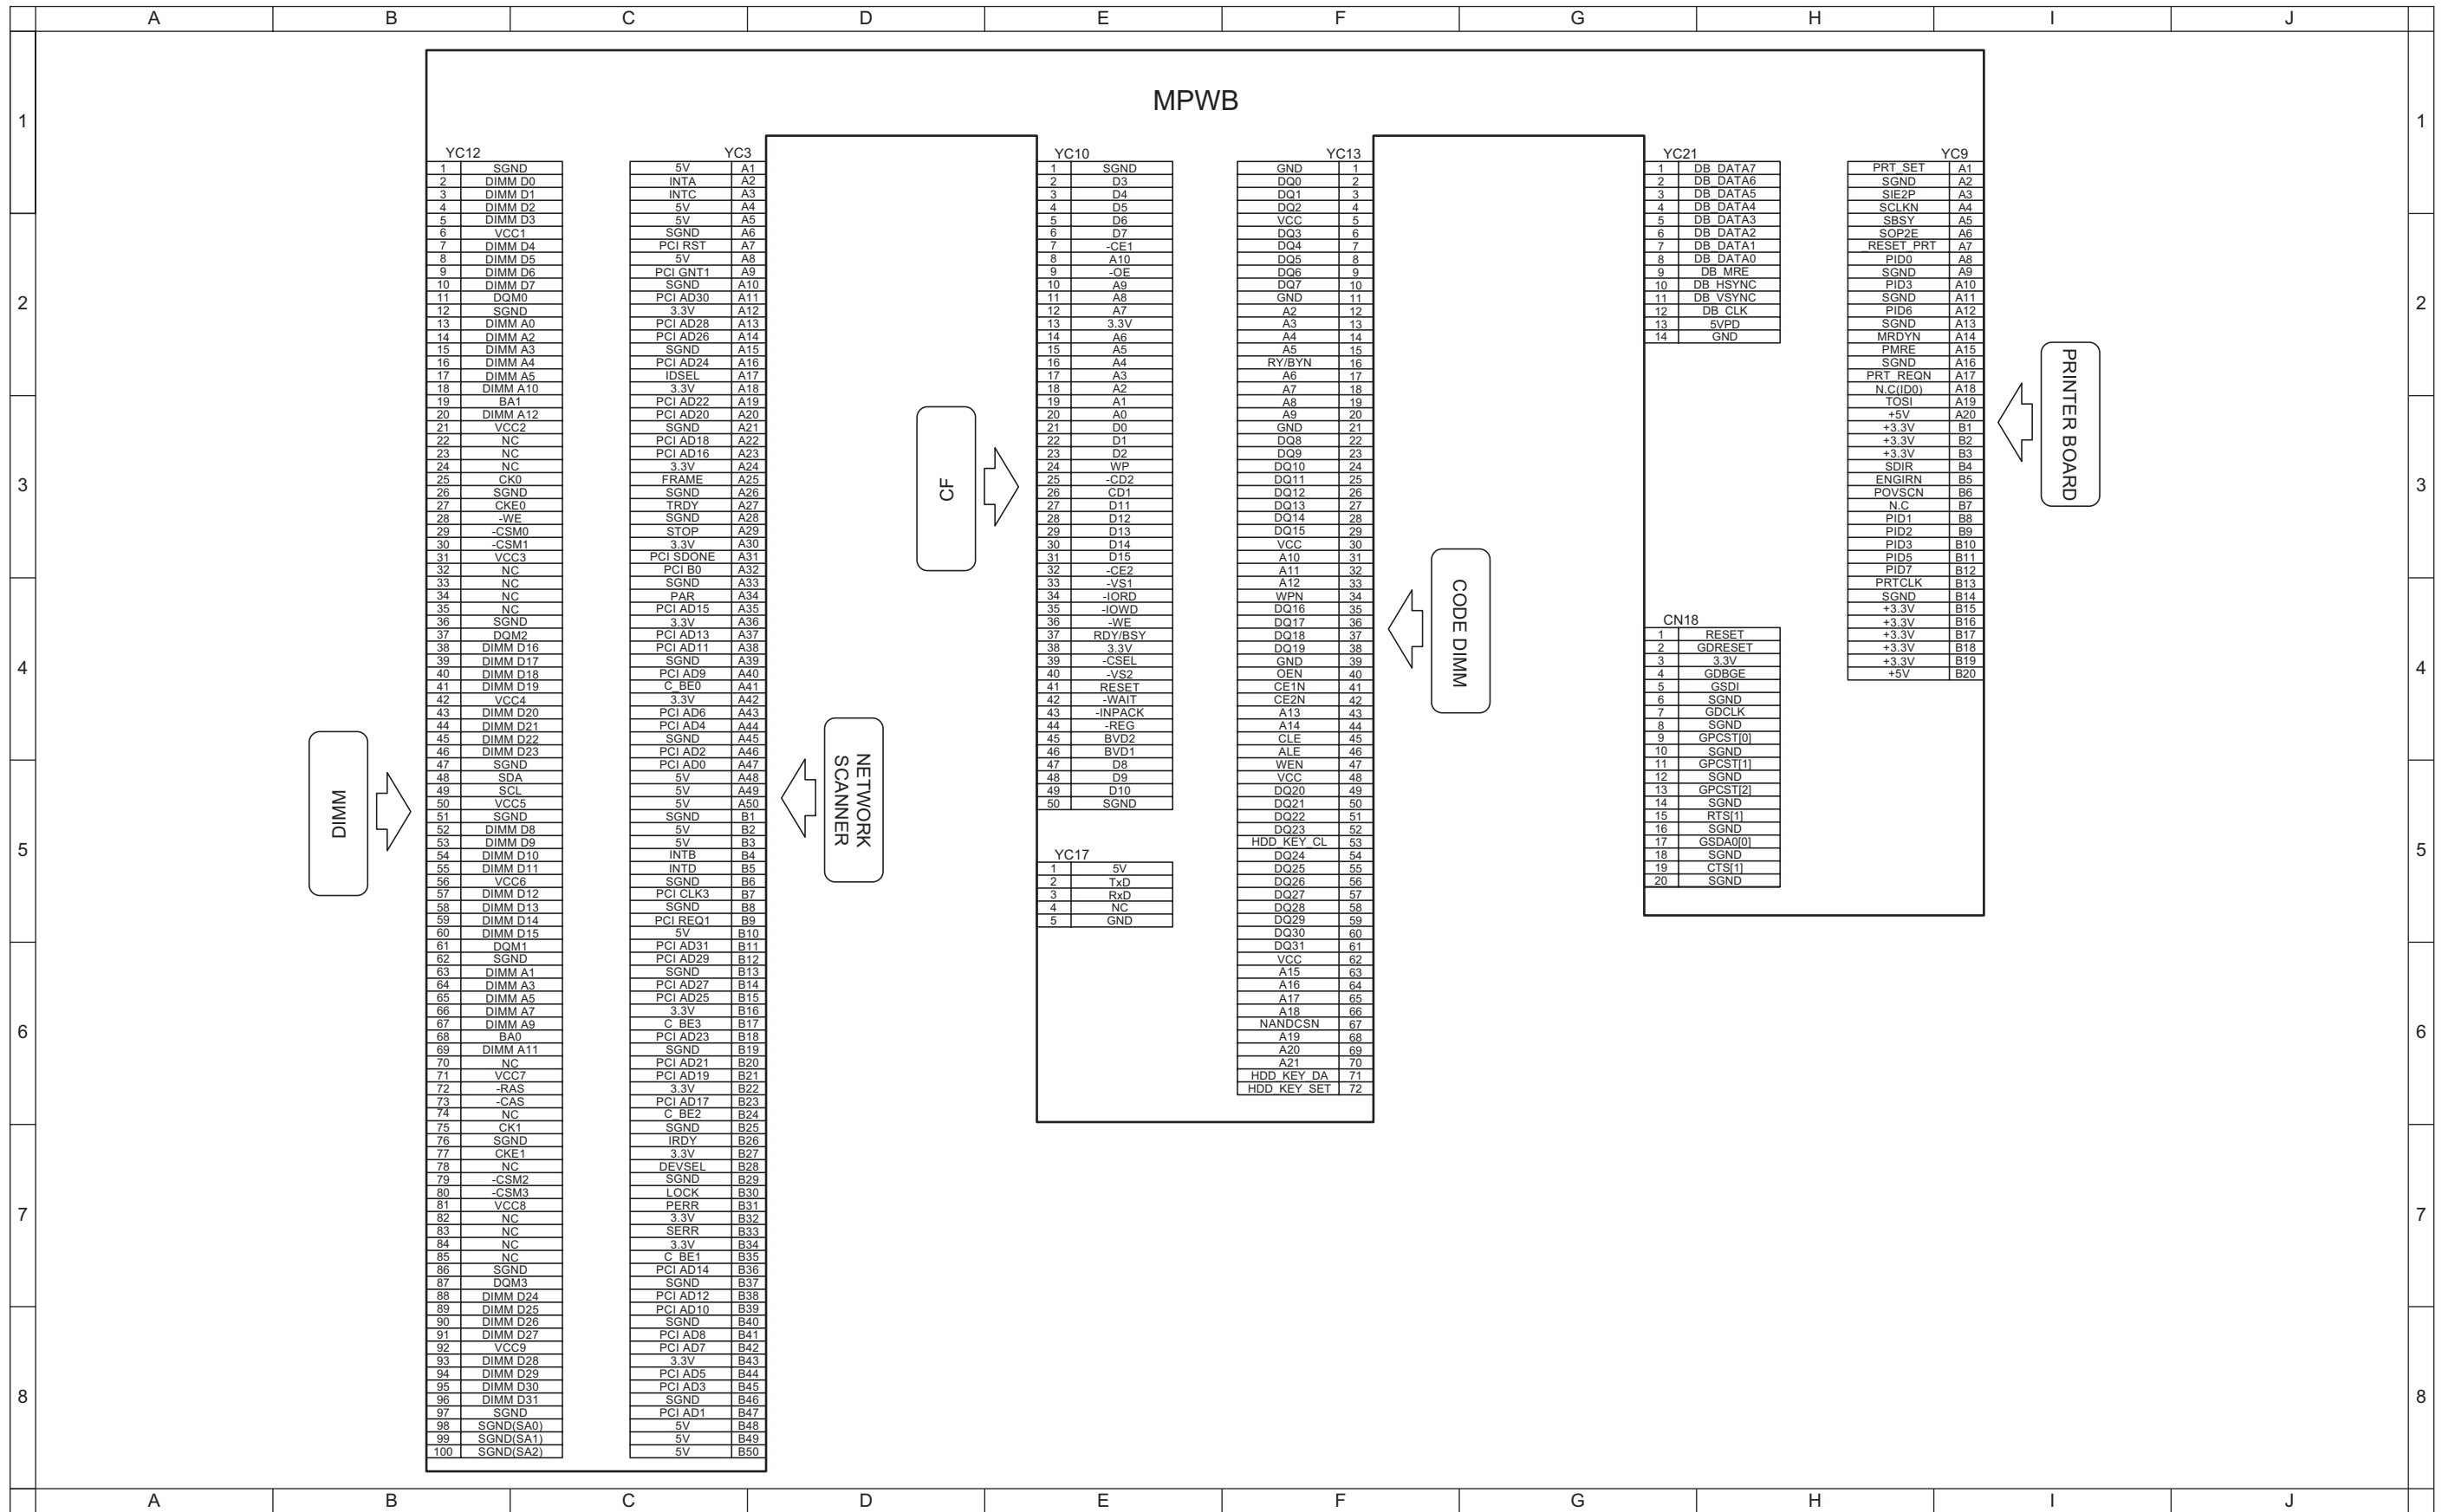 A B C D E F G H I J
MPWB
1 1
2 2
3 3
4 4
5 5
6 6
7 7
8 8
YC12
1 SGND
2 DIMM D0
3 DIMM D1
4 DIMM D2
5 DIMM D3
6 VCC1
7 DIMM D4
8 DIMM D5
9 DIMM D6
10 DIMM D7
11 DQM0
12 SGND
13 DIMM A0
14 DIMM A2
15 DIMM A3
16 DIMM A4
17 DIMM A5
18 DIMM A10
19 BA1
20 DIMM A12
21 VCC2
22 NC
23 NC
24 NC
25 CK0
26 SGND
27 CKE0
28 -WE
29 -CSM0
30 -CSM1
31 VCC3
32 NC
33 NC
34 NC
35 NC
36 SGND
37 DQM2
38 DIMM D16
39 DIMM D17
40 DIMM D18
41 DIMM D19
42 VCC4
43 DIMM D20
44 DIMM D21
45 DIMM D22
46 DIMM D23
47 SGND
48 SDA
49 SCL
50 VCC5
51 SGND
52 DIMM D8
53 DIMM D9
54 DIMM D10
55 DIMM D11
56 VCC6
57 DIMM D12
58 DIMM D13
59 DIMM D14
60 DIMM D15
61 DQM1
62 SGND
63 DIMM A1
64 DIMM A3
65 DIMM A5
66 DIMM A7
67 DIMM A9
68 BA0
69 DIMM A11
70 NC
71 VCC7
72 -RAS
73 -CAS
74 NC
75 CK1
76 SGND
77 CKE1
78 NC
79 -CSM2
80 -CSM3
81 VCC8
82 NC
83 NC
84 NC
85 NC
86 SGND
87 DQM3
88 DIMM D24
89 DIMM D25
90 DIMM D26
91 DIMM D27
92 VCC9
93 DIMM D28
94 DIMM D29
95 DIMM D30
96 DIMM D31
97 SGND
98 SGND(SA0)
99 SGND(SA1)
100 SGND(SA2)
DIMM
YC3
5V A1
INTA A2
INTC A3
5V A4
5V A5
SGND A6
PCI RST A7
5V A8
PCI GNT1 A9
SGND A10
PCI AD30 A11
3.3V A12
PCI AD28 A13
PCI AD26 A14
SGND A15
PCI AD24 A16
IDSEL A17
3.3V A18
PCI AD22 A19
PCI AD20 A20
SGND A21
PCI AD18 A22
PCI AD16 A23
3.3V A24
FRAME A25
SGND A26
TRDY A27
SGND A28
STOP A29
3.3V A30
PCI SDONE A31
PCI B0 A32
SGND A33
PAR A34
PCI AD15 A35
3.3V A36
PCI AD13 A37
PCI AD11 A38
SGND A39
PCI AD9 A40
C_BE0 A41
3.3V A42
PCI AD6 A43
PCI AD4 A44
SGND A45
PCI AD2 A46
PCI AD0 A47
5V A48
5V A49
5V A50
SGND B1
5V B2
5V B3
INTB B4
INTD B5
SGND B6
PCI CLK3 B7
SGND B8
PCI REQ1 B9
5V B10
PCI AD31 B11
PCI AD29 B12
SGND B13
PCI AD27 B14
PCI AD25 B15
3.3V B16
C_BE3 B17
PCI AD23 B18
SGND B19
PCI AD21 B20
PCI AD19 B21
3.3V B22
PCI AD17 B23
C_BE2 B24
SGND B25
IRDY B26
3.3V B27
DEVSEL B28
SGND B29
LOCK B30
PERR B31
3.3V B32
SERR B33
3.3V B34
C_BE1 B35
PCI AD14 B36
SGND B37
PCI AD12 B38
PCI AD10 B39
SGND B40
PCI AD8 B41
PCI AD7 B42
3.3V B43
PCI AD5 B44
PCI AD3 B45
SGND B46
PCI AD1 B47
5V B48
5V B49
5V B50
NETWORK
SCANNER
CF
YC10
1 SGND
2 D3
3 D4
4 D5
5 D6
6 D7
7 -CE1
8 A10
9 -OE
10 A9
11 A8
12 A7
13 3.3V
14 A6
15 A5
16 A4
17 A3
18 A2
19 A1
20 A0
21 D0
22 D1
23 D2
24 WP
25 -CD2
26 CD1
27 D11
28 D12
29 D13
30 D14
31 D15
32 -CE2
33 -VS1
34 -IORD
35 -IOWD
36 -WE
37 RDY/BSY
38 3.3V
39 -CSEL
40 -VS2
41 RESET
42 -WAIT
43 -INPACK
44 -REG
45 BVD2
46 BVD1
47 D8
48 D9
49 D10
50 SGND
YC17
1 5V
2 TxD
3 RxD
4 NC
5 GND
YC13
GND 1
DQ0 2
DQ1 3
DQ2 4
VCC 5
DQ3 6
DQ4 7
DQ5 8
DQ6 9
DQ7 10
GND 11
A2 12
A3 13
A4 14
A5 15
RY/BYN 16
A6 17
A7 18
A8 19
A9 20
GND 21
DQ8 22
DQ9 23
DQ10 24
DQ11 25
DQ12 26
DQ13 27
DQ14 28
DQ15 29
VCC 30
A10 31
A11 32
A12 33
WPN 34
DQ16 35
DQ17 36
DQ18 37
DQ19 38
GND 39
OEN 40
CE1N 41
CE2N 42
A13 43
A14 44
CLE 45
ALE 46
WEN 47
VCC 48
DQ20 49
DQ21 50
DQ22 51
DQ23 52
HDD_KEY_CL 53
DQ24 54
DQ25 55
DQ26 56
DQ27 57
DQ28 58
DQ29 59
DQ30 60
DQ31 61
VCC 62
A15 63
A16 64
A17 65
A18 66
NANDCSN 67
A19 68
A20 69
A21 70
HDD_KEY_DA 71
HDD_KEY_SET 72
CODE DIMM
YC21
1 DB_DATA7
2 DB_DATA6
3 DB_DATA5
4 DB_DATA4
5 DB_DATA3
6 DB_DATA2
7 DB_DATA1
8 DB_DATA0
9 DB_MRE
10 DB_HSYNC
11 DB_VSYNC
12 DB_CLK
13 5VPD
14 GND
CN18
1 RESET
2 GDRESET
3 3.3V
4 GDBGE
5 GSDI
6 SGND
7 GDCLK
8 SGND
9 GPCST[0]
10 SGND
11 GPCST[1]
12 SGND
13 GPCST[2]
14 SGND
15 RTS[1]
16 SGND
17 GSDA0[0]
18 SGND
19 CTS[1]
20 SGND
YC9
PRT_SET A1
SGND A2
SIE2P A3
SCLKN A4
SBSY A5
SOP2E A6
RESET_PRT A7
PID0 A8
SGND A9
PID3 A10
SGND A11
PID6 A12
SGND A13
MRDYN A14
PMRE A15
SGND A16
PRT_REQN A17
N.C(ID0) A18
TOSI A19
+5V A20
+3.3V B1
+3.3V B2
+3.3V B3
SDIR B4
ENGIRN B5
POVSCN B6
N.C B7
PID1 B8
PID2 B9
PID3 B10
PID5 B11
PID7 B12
PRTCLK B13
SGND B14
+3.3V B15
+3.3V B16
+3.3V B17
+3.3V B18
+3.3V B19
+5V B20
PRINTER BOARD
A B C D E F G H I J